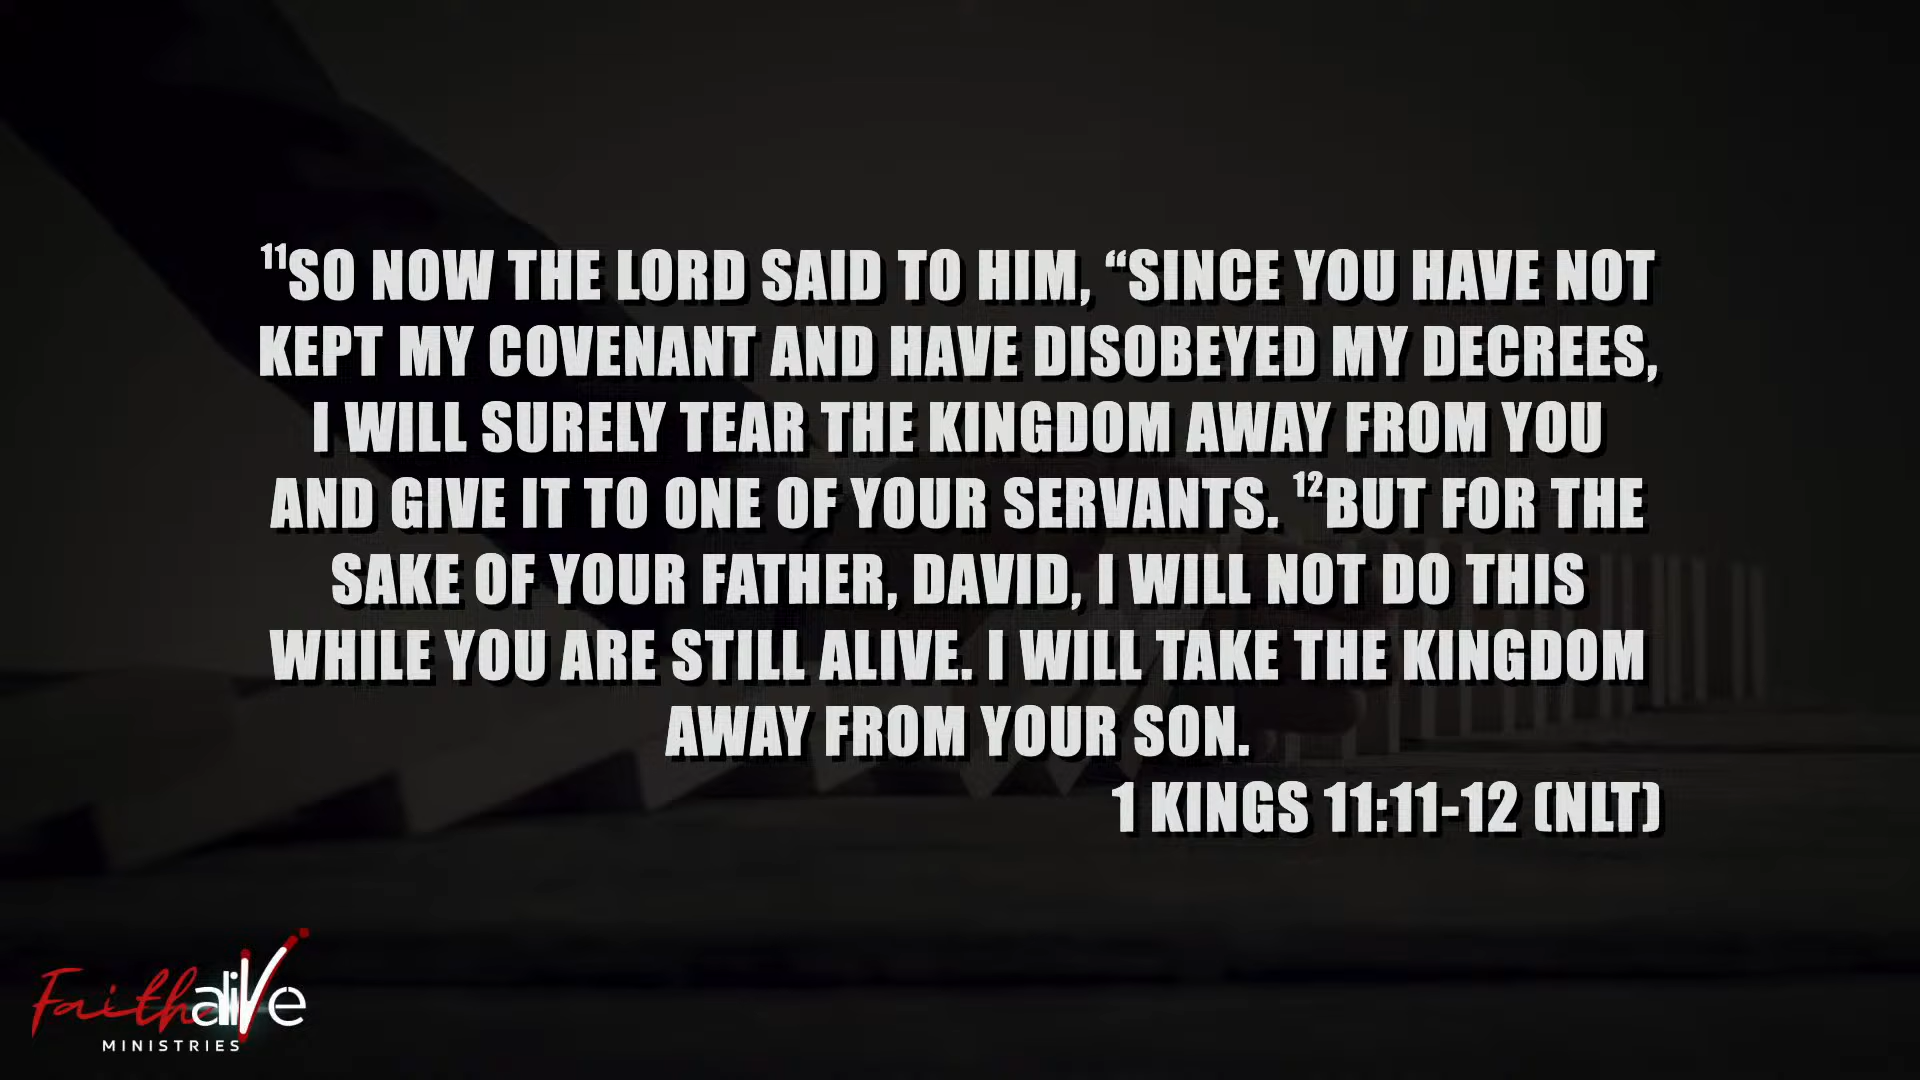 ¹¹SO NOW THE LORD SAID TO HIM, “SINCE YOU HAVE NOT
KEPT MY COVENANT AND HAVE DISOBEYED MY DECREES,
I WILL SURELY TEAR THE KINGDOM AWAY FROM YOU
AND GIVE IT TO ONE OF YOUR SERVANTS. ¹²BUT FOR THE
SAKE OF YOUR FATHER, DAVID, I WILL NOT DO THIS
WHILE YOU ARE STILL ALIVE. I WILL TAKE THE KINGDOM
AWAY FROM YOUR SON.
1 KINGS 11:11-12 (NLT)
Faith alive
MINISTRIES